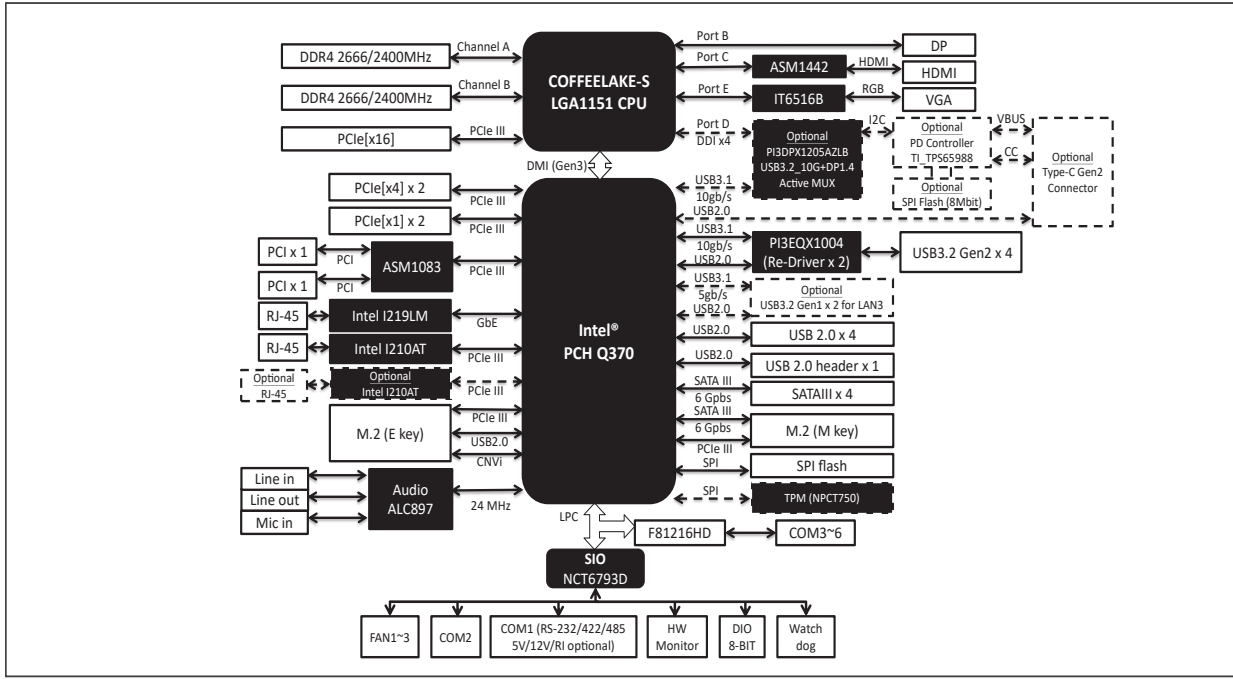 DDR4 2666/2400MHz
Channel A
DDR4 2666/2400MHz
Channel B
PCIe[x16]
PCIe III
COFFEELAKE-S
LGA1151 CPU
Port B
DP
Port C
ASM1442
HDMI
HDMI
Port E
IT6516B
RGB
VGA
Port D
DDI x4
Optional
PI3DPX1205AZLB
USB3.2_10G+DP1.4
Active MUX
I2C
Optional
PD Controller
TI_TPS65988
VBUS
CC
Optional
SPI Flash (8Mbit)
Optional
Type-C Gen2
Connector
DMI (Gen3)
PCIe[x4] x 2
PCIe III
PCIe[x1] x 2
PCIe III
PCI x 1
PCI
PCI x 1
PCI
ASM1083
PCIe III
RJ-45
Intel I219LM
GbE
RJ-45
Intel I210AT
PCIe III
Optional
RJ-45
Optional
Intel I210AT
PCIe III
M.2 (E key)
PCIe III
USB2.0
CNVi
Line in
Line out
Mic in
Audio
ALC897
24 MHz
Intel®
PCH Q370
USB3.1
10gb/s
USB2.0
USB3.1
10gb/s
USB2.0
PI3EQX1004
(Re-Driver x 2)
USB3.2 Gen2 x 4
USB3.1
5gb/s
USB2.0
Optional
USB3.2 Gen1 x 2 for LAN3
USB2.0
USB 2.0 x 4
USB2.0
USB 2.0 header x 1
SATA III
6 Gpbs
SATAIII x 4
SATA III
6 Gpbs
PCIe III
M.2 (M key)
SPI
SPI flash
SPI
TPM (NPCT750)
LPC
F81216HD
COM3~6
SIO
NCT6793D
FAN1~3
COM2
COM1 (RS-232/422/485
5V/12V/RI optional)
HW
Monitor
DIO
8-BIT
Watch
dog